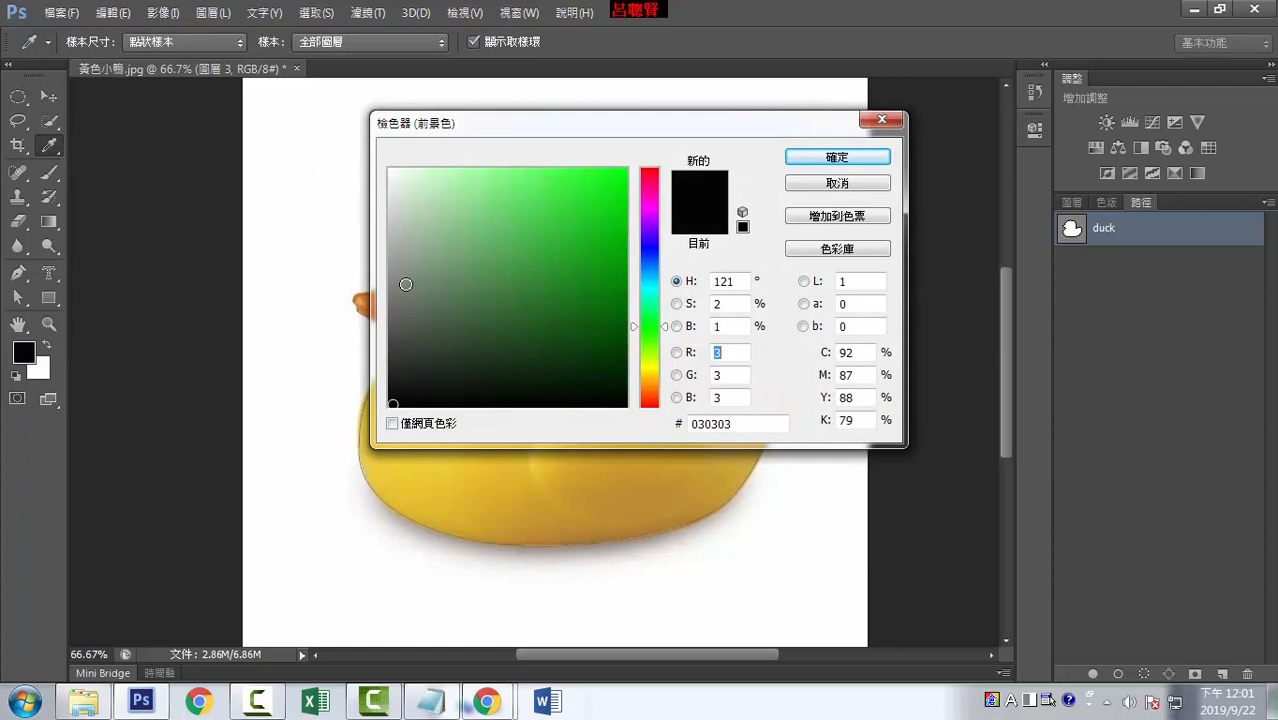 Ps 檔案(F) 編輯(E) 影像(I) 圖層(L) 文字(Y) 選取(S) 濾鏡(T) 3D(D) 檢視(V) 視窗(W) 說明(H) 呂聰賢
樣本尺寸: 點狀樣本 樣本: 全部圖層 顯示取樣環 基本功能
黃色小鴨.jpg @ 66.7% (圖層 3, RGB/8#) * ×
調整
增加調整
圖層 色版 路徑
duck
檢色器 (前景色)
新的
目前
確定
取消
增加到色票
色彩庫
H: 121 °
S: 2 %
B: 1 %
R: 3
G: 3
B: 3
# 030303
L: 1
a: 0
b: 0
C: 92 %
M: 87 %
Y: 88 %
K: 79 %
僅網頁色彩
66.67% 文件: 2.86M/6.86M
Mini Bridge 時間軸
下午 12:01
2019/9/22